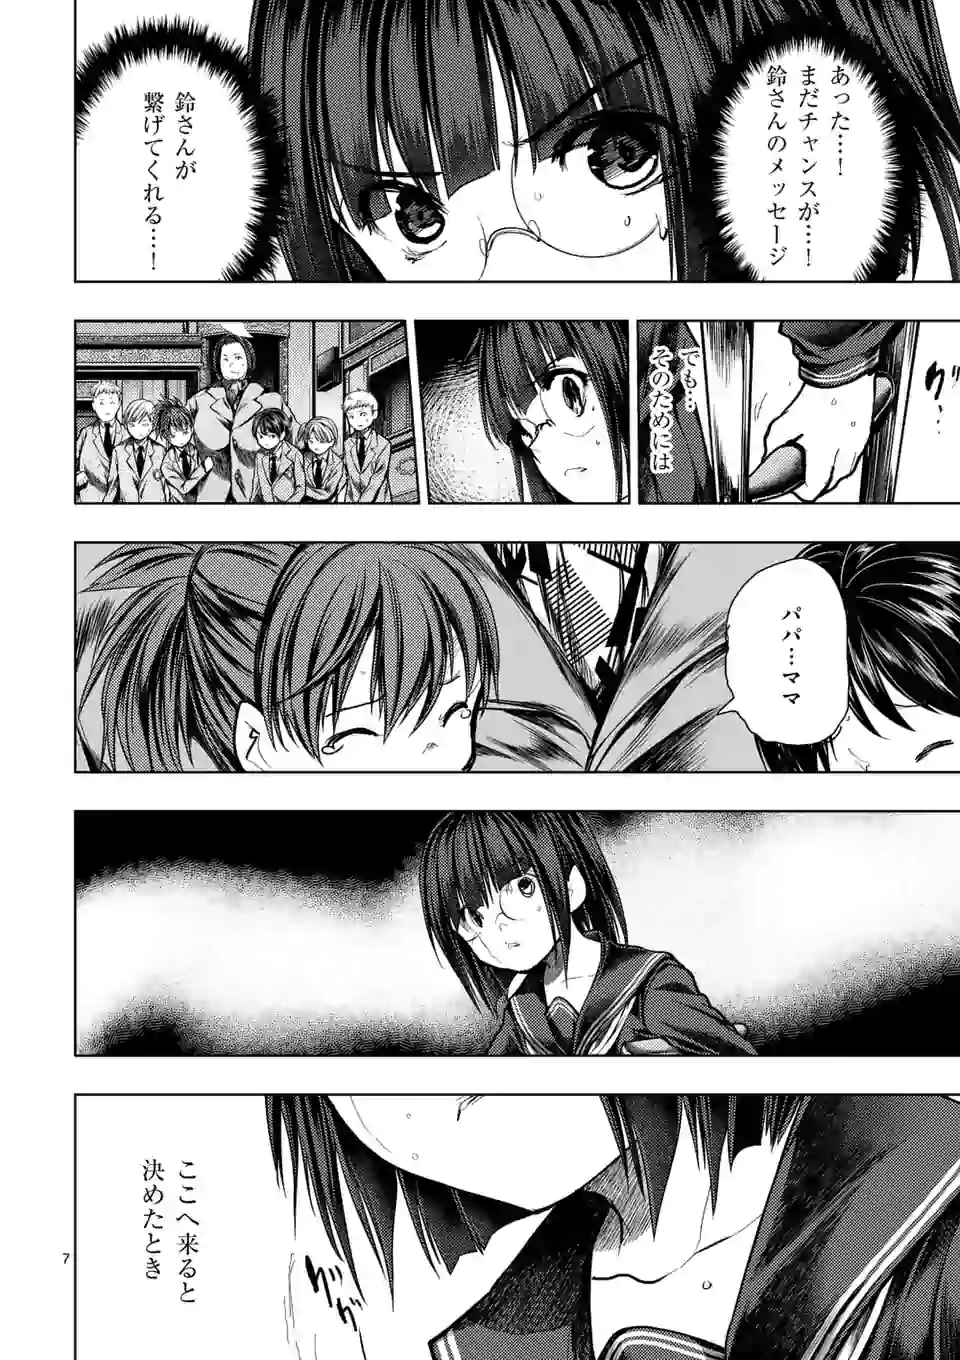 あった…！
まだチャンスが…！
鈴さんのメッセージ
鈴さんが
繋げてくれる…！
グッ…
でも…
そのためには
パパ…ママ
ここへ来ると
決めたとき
グググ
7